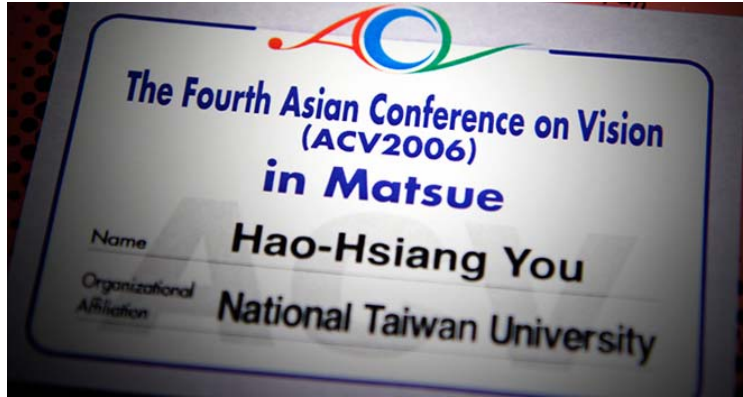 ACV
The Fourth Asian Conference on Vision
(ACV2006)
in Matsue
Name Hao-Hsiang You
Organizational
Affiliation National Taiwan University
ACV